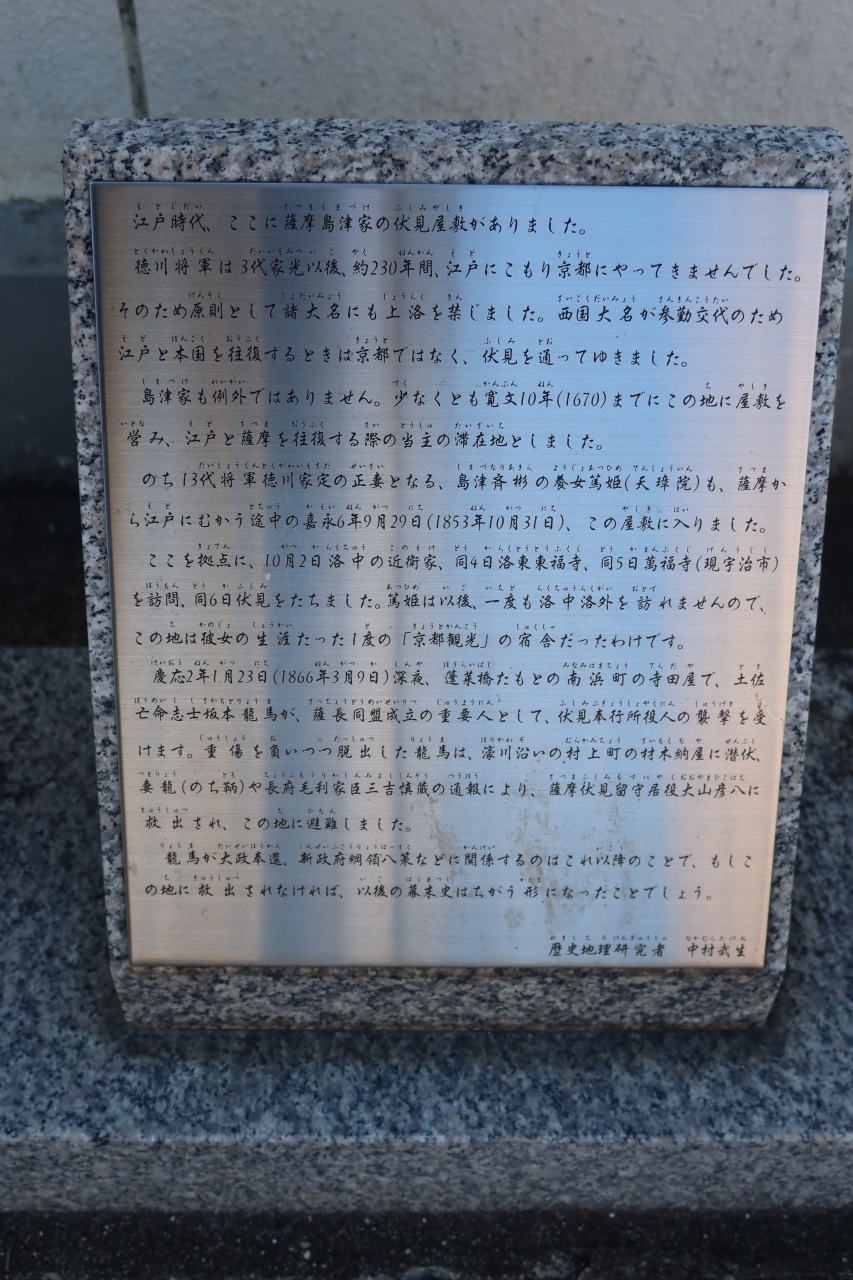 江戸時代、ここに薩摩島津家の伏見屋敷がありました。
徳川将軍は3代家光以後、約230年間、江戸にこもり京都にやってきませんでした。
そのため原則として諸大名にも上洛を禁じました。西国大名が参勤交代のため
江戸と本国を往復するときは京都ではなく、伏見を通ってゆきました。
島津家も例外ではありません。少なくとも寛文10年(1670)までにこの地に屋敷を
営み、江戸と薩摩を往復する際の当主の滞在地としました。
のち13代将軍徳川家定の正妻となる、島津斉彬の養女篤姫(天璋院)も、薩摩か
ら江戸にむかう途中の嘉永6年9月29日(1853年10月31日)、この屋敷に入りました。
ここを拠点に、10月2日洛中の近衛家、同4日洛東東福寺、同5日萬福寺(現宇治市)
を訪問、同6日伏見をたちました。篤姫は以後、一度も洛中洛外を訪れませんので、
この地は彼女の生涯たった1度の「京都観光」の宿舎だったわけです。
慶応2年1月23日(1866年3月9日)深夜、蓬莱橋たもとの南浜町の寺田屋で、土佐
亡命志士坂本龍馬が、薩長同盟成立の重要人として、伏見奉行所役人の襲撃を受
けます。重傷を負いつつ脱出した龍馬は、濠川沿いの村上町の材木納屋に潜伏、
妻龍(のち鞆)や長府毛利家臣三吉慎蔵の通報により、薩摩伏見留守居役大山彦八に
救出され、この地に避難しました。
龍馬が大政奉還、新政府綱領八策などに関係するのはこれ以降のことで、もしこ
の地に救出されなければ、以後の幕末史はちがう形になったことでしょう。
歴史地理研究者 中村武生